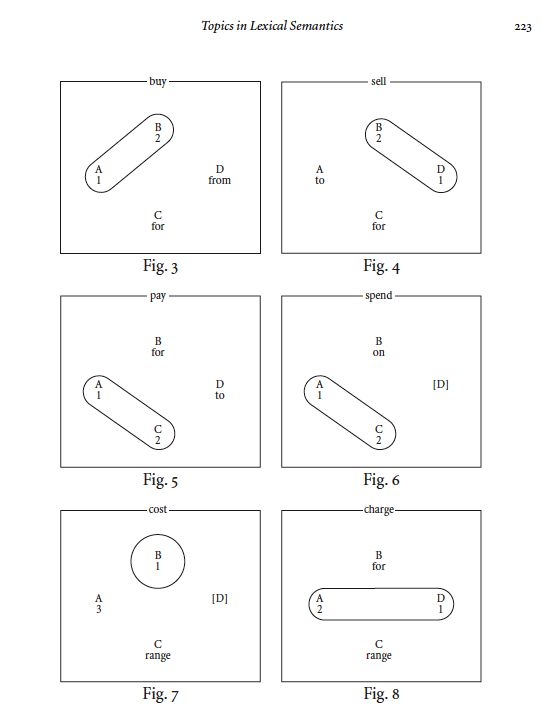 Topics in Lexical Semantics 223
buy
B
2
A
1
D
from
C
for
Fig. 3
sell
B
2
A
to
D
1
C
for
Fig. 4
pay
B
for
A
1
D
to
C
2
Fig. 5
spend
B
on
A
1
[D]
C
2
Fig. 6
cost
B
1
A
3
[D]
C
range
Fig. 7
charge
B
for
A
2
D
1
C
range
Fig. 8